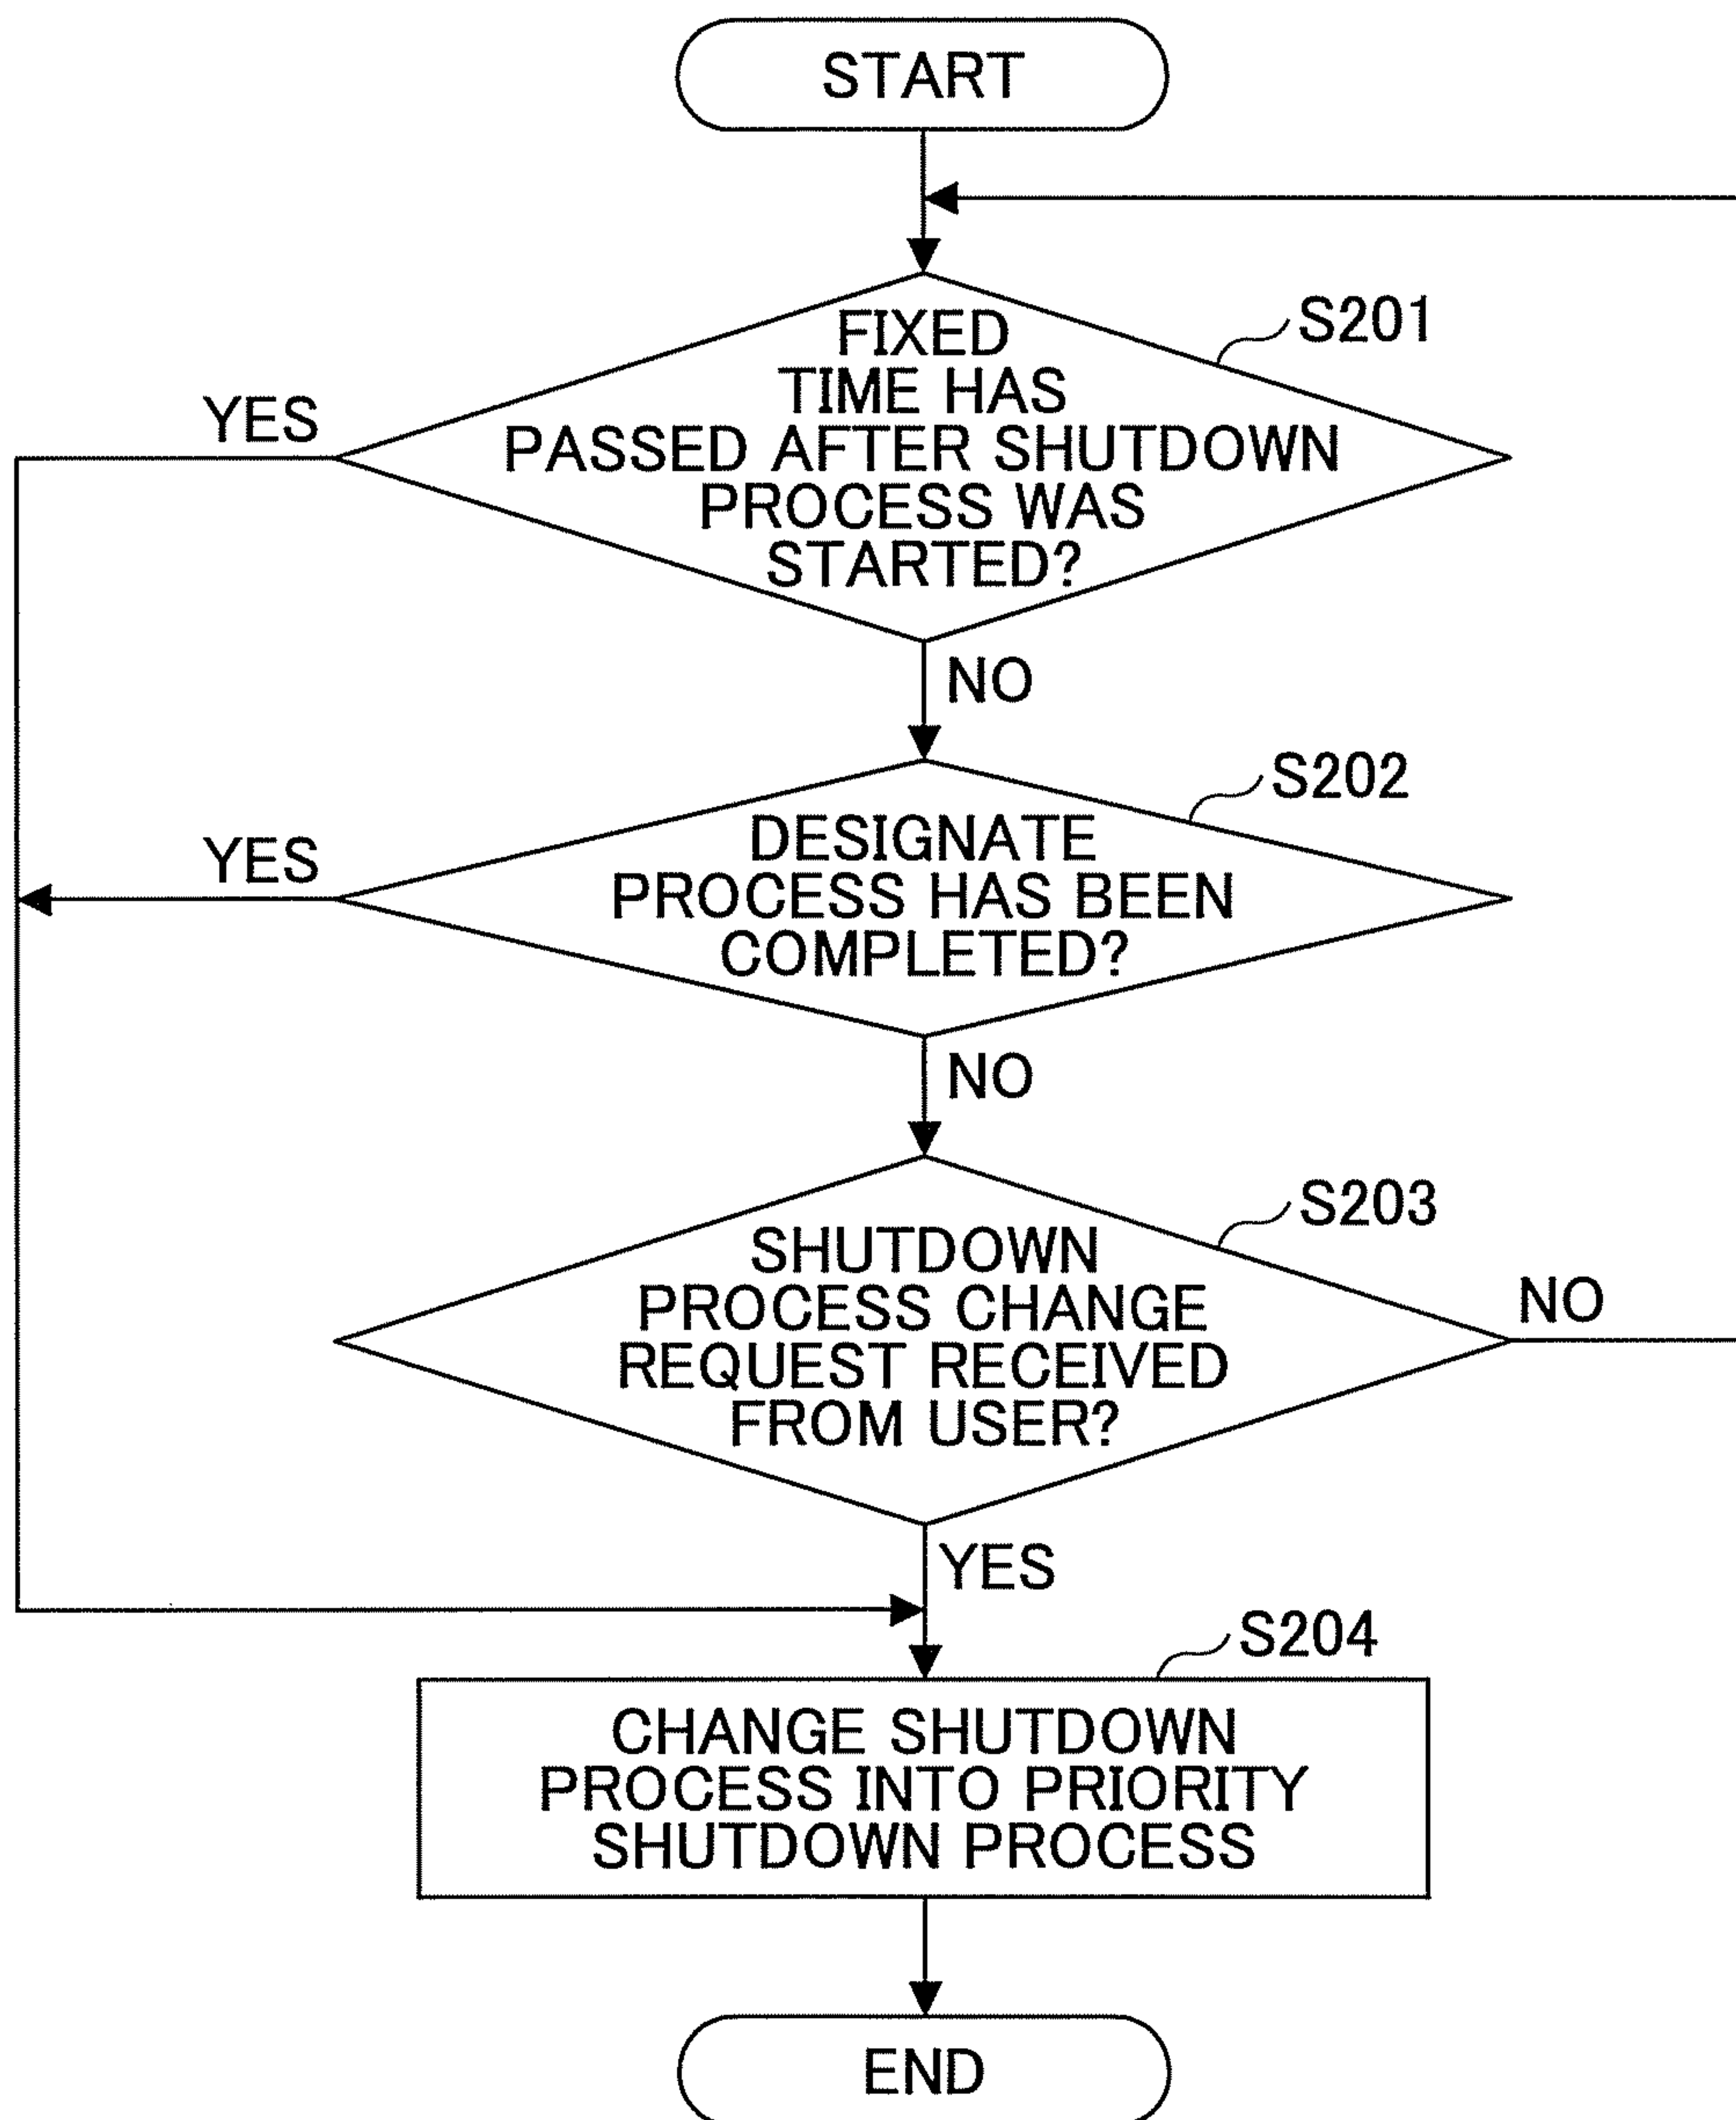 START
S201
FIXED
TIME HAS
PASSED AFTER SHUTDOWN
PROCESS WAS
STARTED?
YES
NO
S202
DESIGNATE
PROCESS HAS BEEN
COMPLETED?
YES
NO
S203
SHUTDOWN
PROCESS CHANGE
REQUEST RECEIVED
FROM USER?
NO
YES
S204
CHANGE SHUTDOWN
PROCESS INTO PRIORITY
SHUTDOWN PROCESS
END